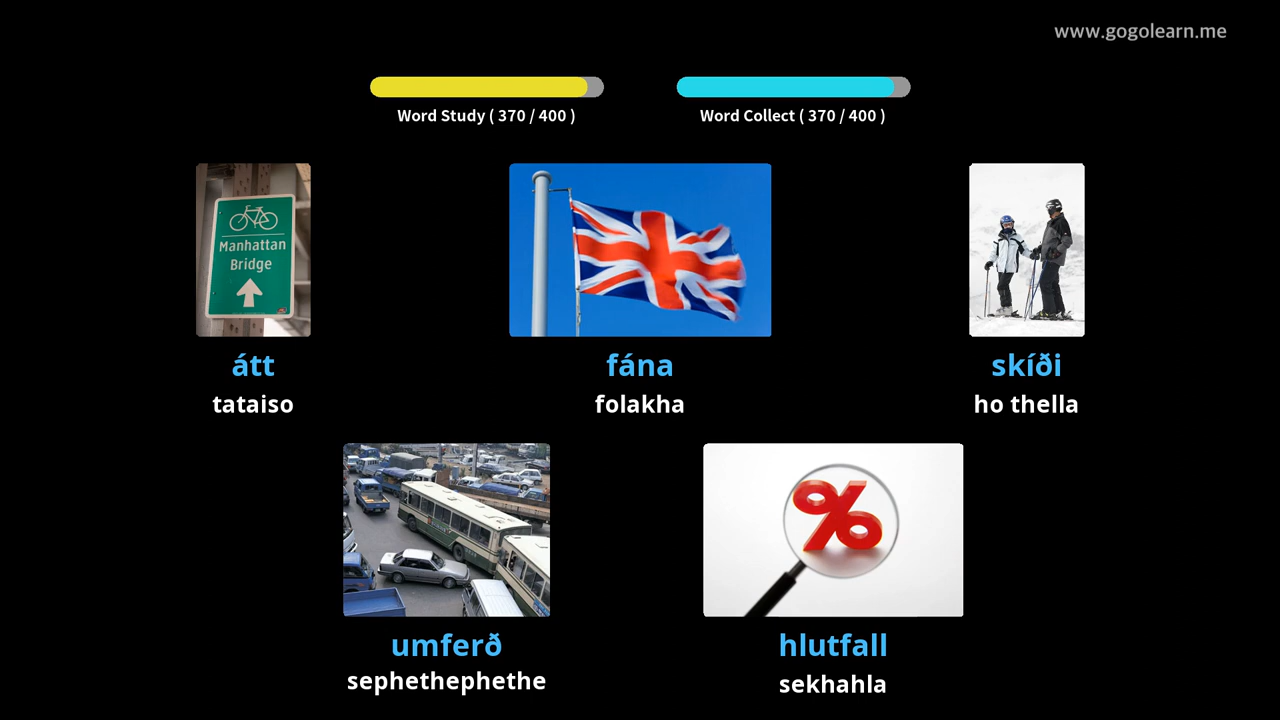 www.gogolearn.me
Word Study ( 370 / 400 )
Word Collect ( 370 / 400 )
Manhattan
Bridge
átt
tataiso
fána
folakha
skíði
ho thella
%
umferð
sephethephethe
hlutfall
sekhahla